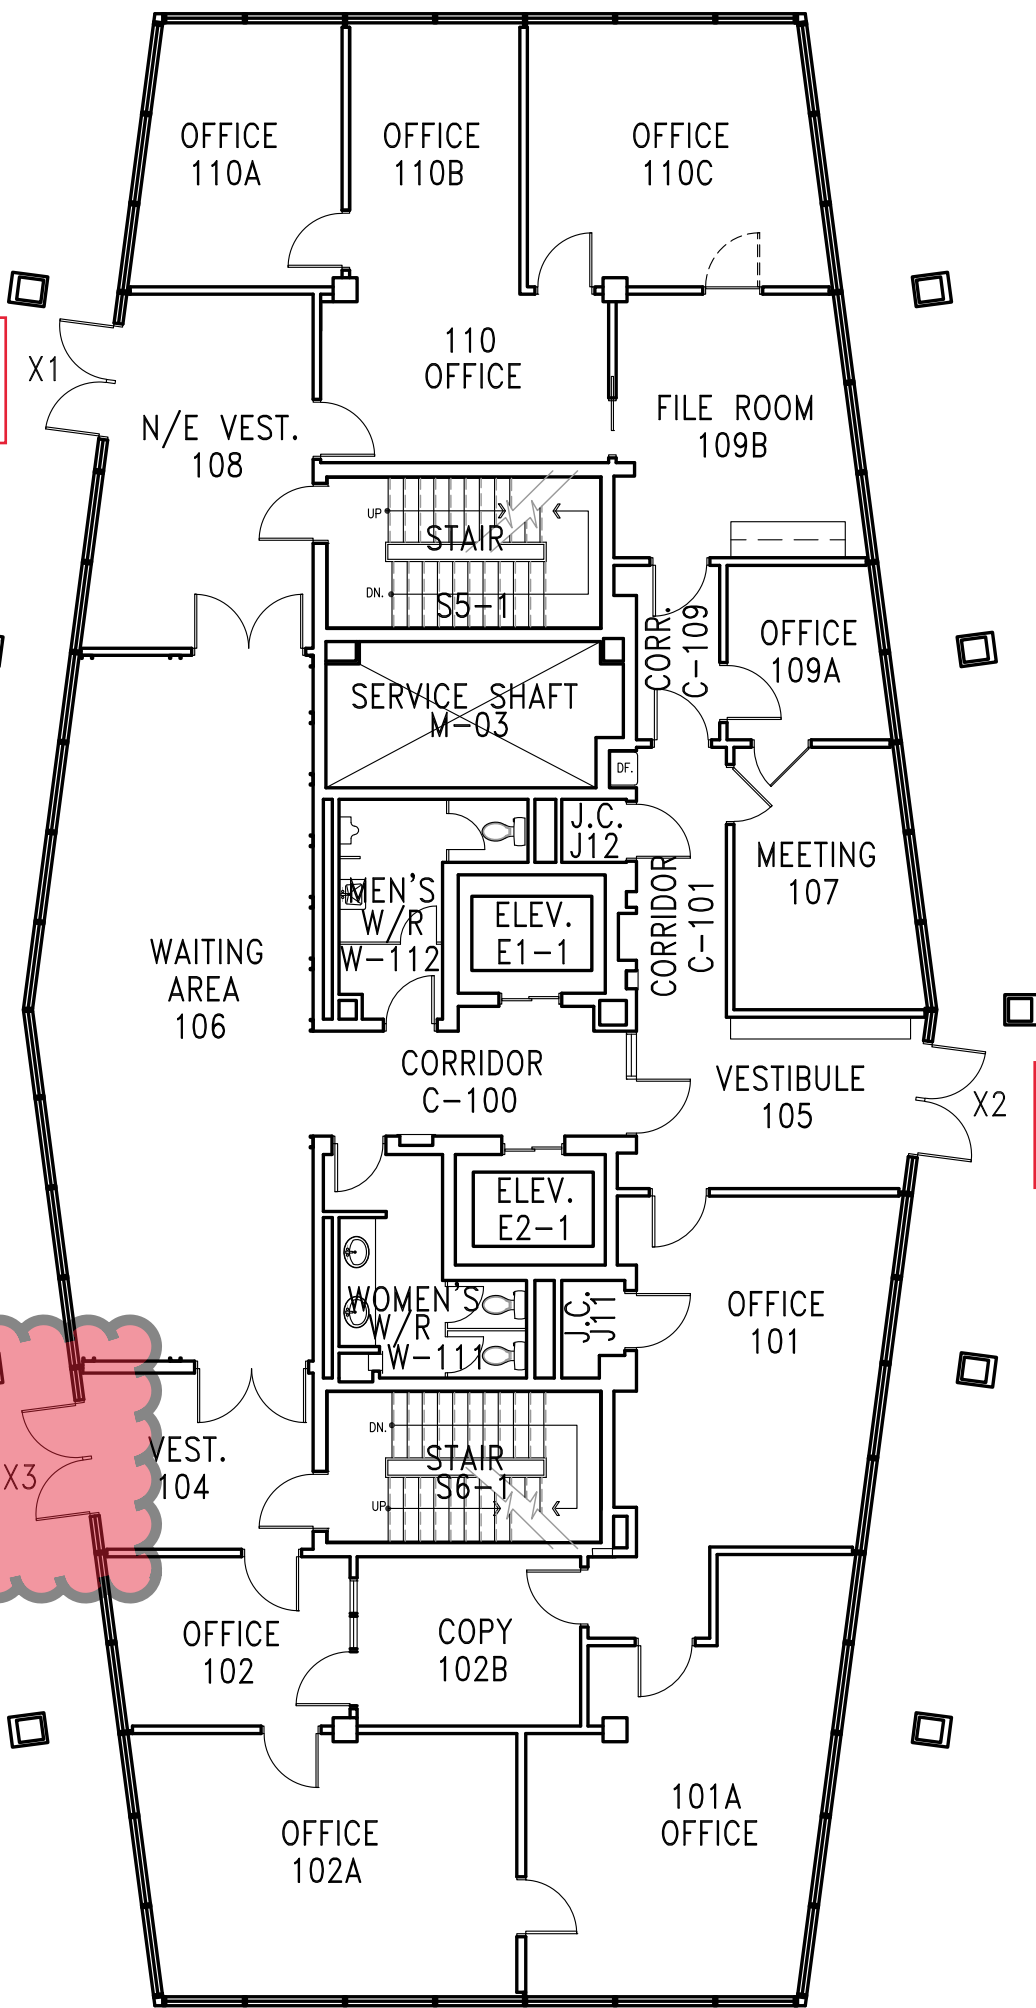 OFFICE
110A
OFFICE
110B
OFFICE
110C
X1
110
OFFICE
N/E VEST.
108
FILE ROOM
109B
UP
STAIR
DN.
S5-1
CORR.
C-109
OFFICE
109A
SERVICE SHAFT
M-03
DF.
J.C.
J12
MEETING
107
MEN'S
W/R
W-112
ELEV.
E1-1
CORRIDOR
C-101
WAITING
AREA
106
CORRIDOR
C-100
VESTIBULE
105
X2
ELEV.
E2-1
WOMEN'S
W/R
W-111
J.C.
J11
OFFICE
101
X3
VEST.
104
DN.
STAIR
S6-1
UP
OFFICE
102
COPY
102B
OFFICE
102A
101A
OFFICE